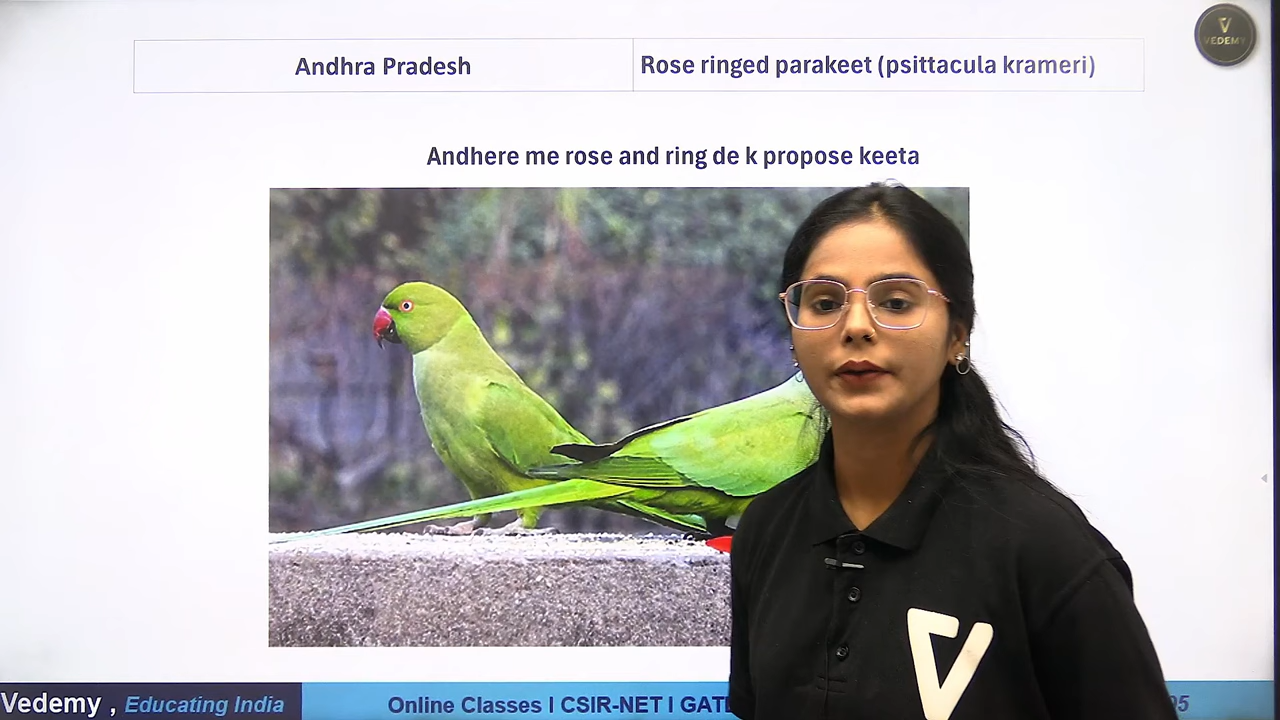 V
VEDEMY
Andhra Pradesh
Rose ringed parakeet (psittacula krameri)
Andhere me rose and ring de k propose keeta
V
Vedemy , Educating India
Online Classes I CSIR-NET I